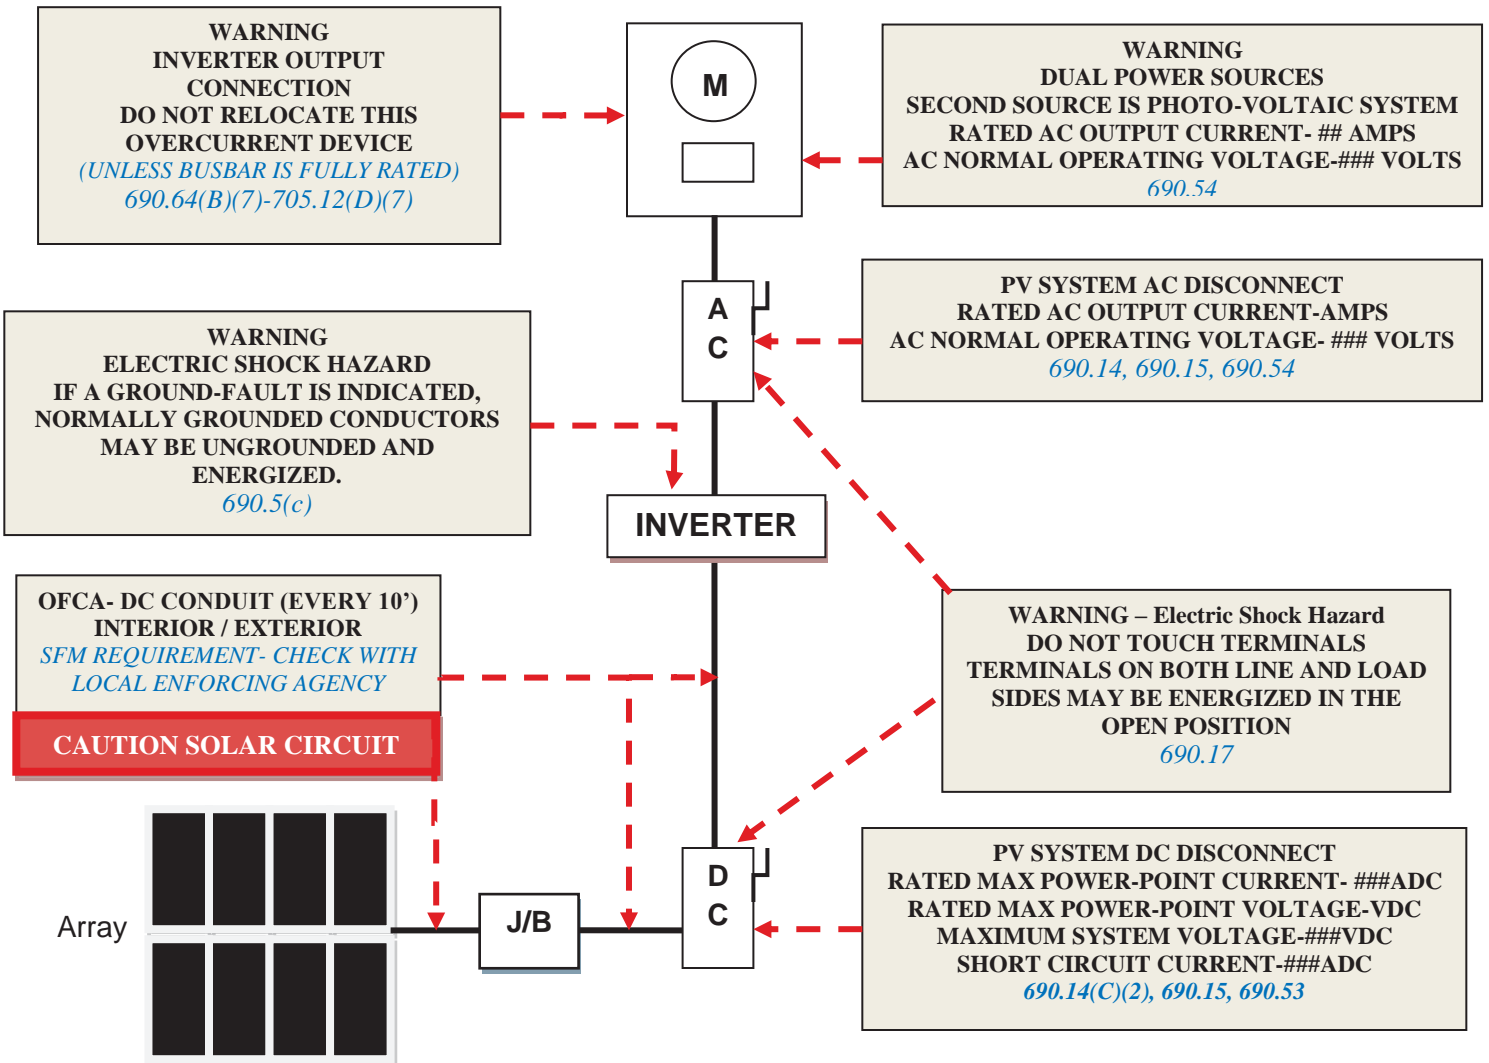 WARNING
INVERTER OUTPUT
CONNECTION
DO NOT RELOCATE THIS
OVERCURRENT DEVICE
(UNLESS BUSBAR IS FULLY RATED)
690.64(B)(7)-705.12(D)(7)
M
WARNING
DUAL POWER SOURCES
SECOND SOURCE IS PHOTO-VOLTAIC SYSTEM
RATED AC OUTPUT CURRENT- ## AMPS
AC NORMAL OPERATING VOLTAGE-### VOLTS
690.54
A
C
PV SYSTEM AC DISCONNECT
RATED AC OUTPUT CURRENT-AMPS
AC NORMAL OPERATING VOLTAGE- ### VOLTS
690.14, 690.15, 690.54
WARNING
ELECTRIC SHOCK HAZARD
IF A GROUND-FAULT IS INDICATED,
NORMALLY GROUNDED CONDUCTORS
MAY BE UNGROUNDED AND
ENERGIZED.
690.5(c)
INVERTER
OFCA- DC CONDUIT (EVERY 10’)
INTERIOR / EXTERIOR
SFM REQUIREMENT- CHECK WITH
LOCAL ENFORCING AGENCY
CAUTION SOLAR CIRCUIT
WARNING – Electric Shock Hazard
DO NOT TOUCH TERMINALS
TERMINALS ON BOTH LINE AND LOAD
SIDES MAY BE ENERGIZED IN THE
OPEN POSITION
690.17
Array
J/B
D
C
PV SYSTEM DC DISCONNECT
RATED MAX POWER-POINT CURRENT- ###ADC
RATED MAX POWER-POINT VOLTAGE-VDC
MAXIMUM SYSTEM VOLTAGE-###VDC
SHORT CIRCUIT CURRENT-###ADC
690.14(C)(2), 690.15, 690.53